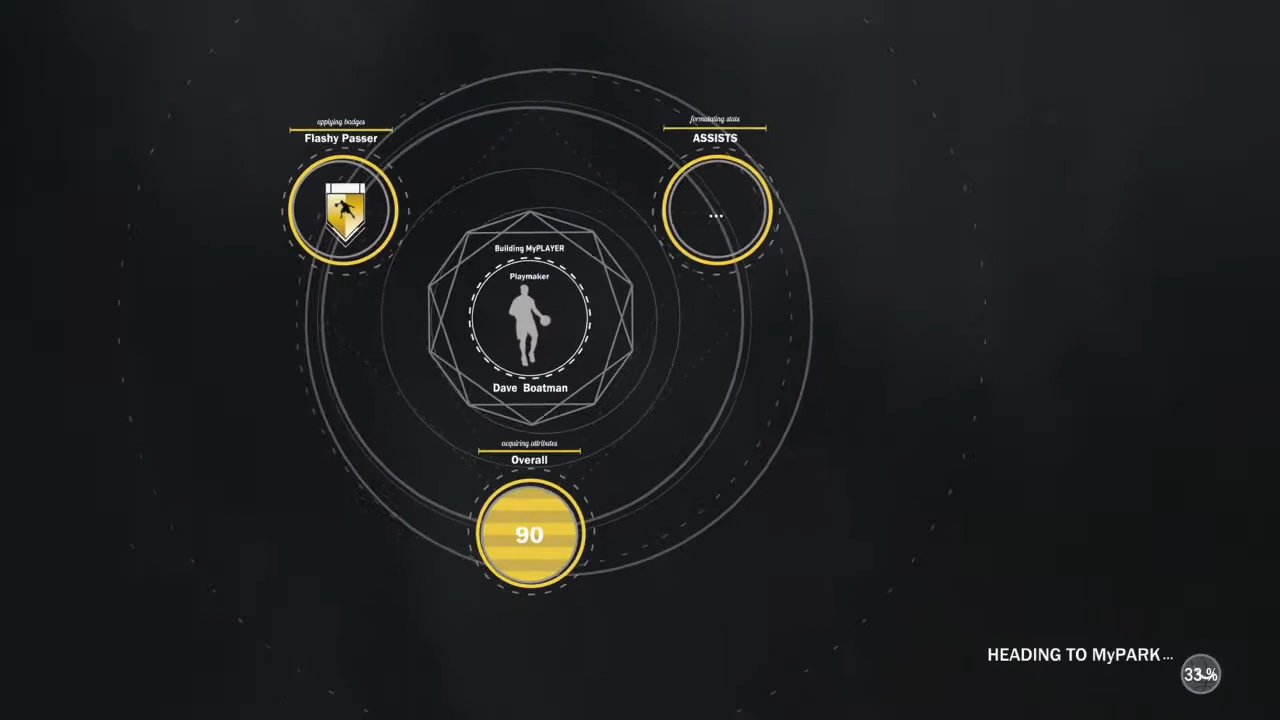 applying badges
Flashy Passer
formulating stats
ASSISTS
...
Building MyPLAYER
Playmaker
Dave Boatman
acquiring attributes
Overall
90
HEADING TO MyPARK...
33%